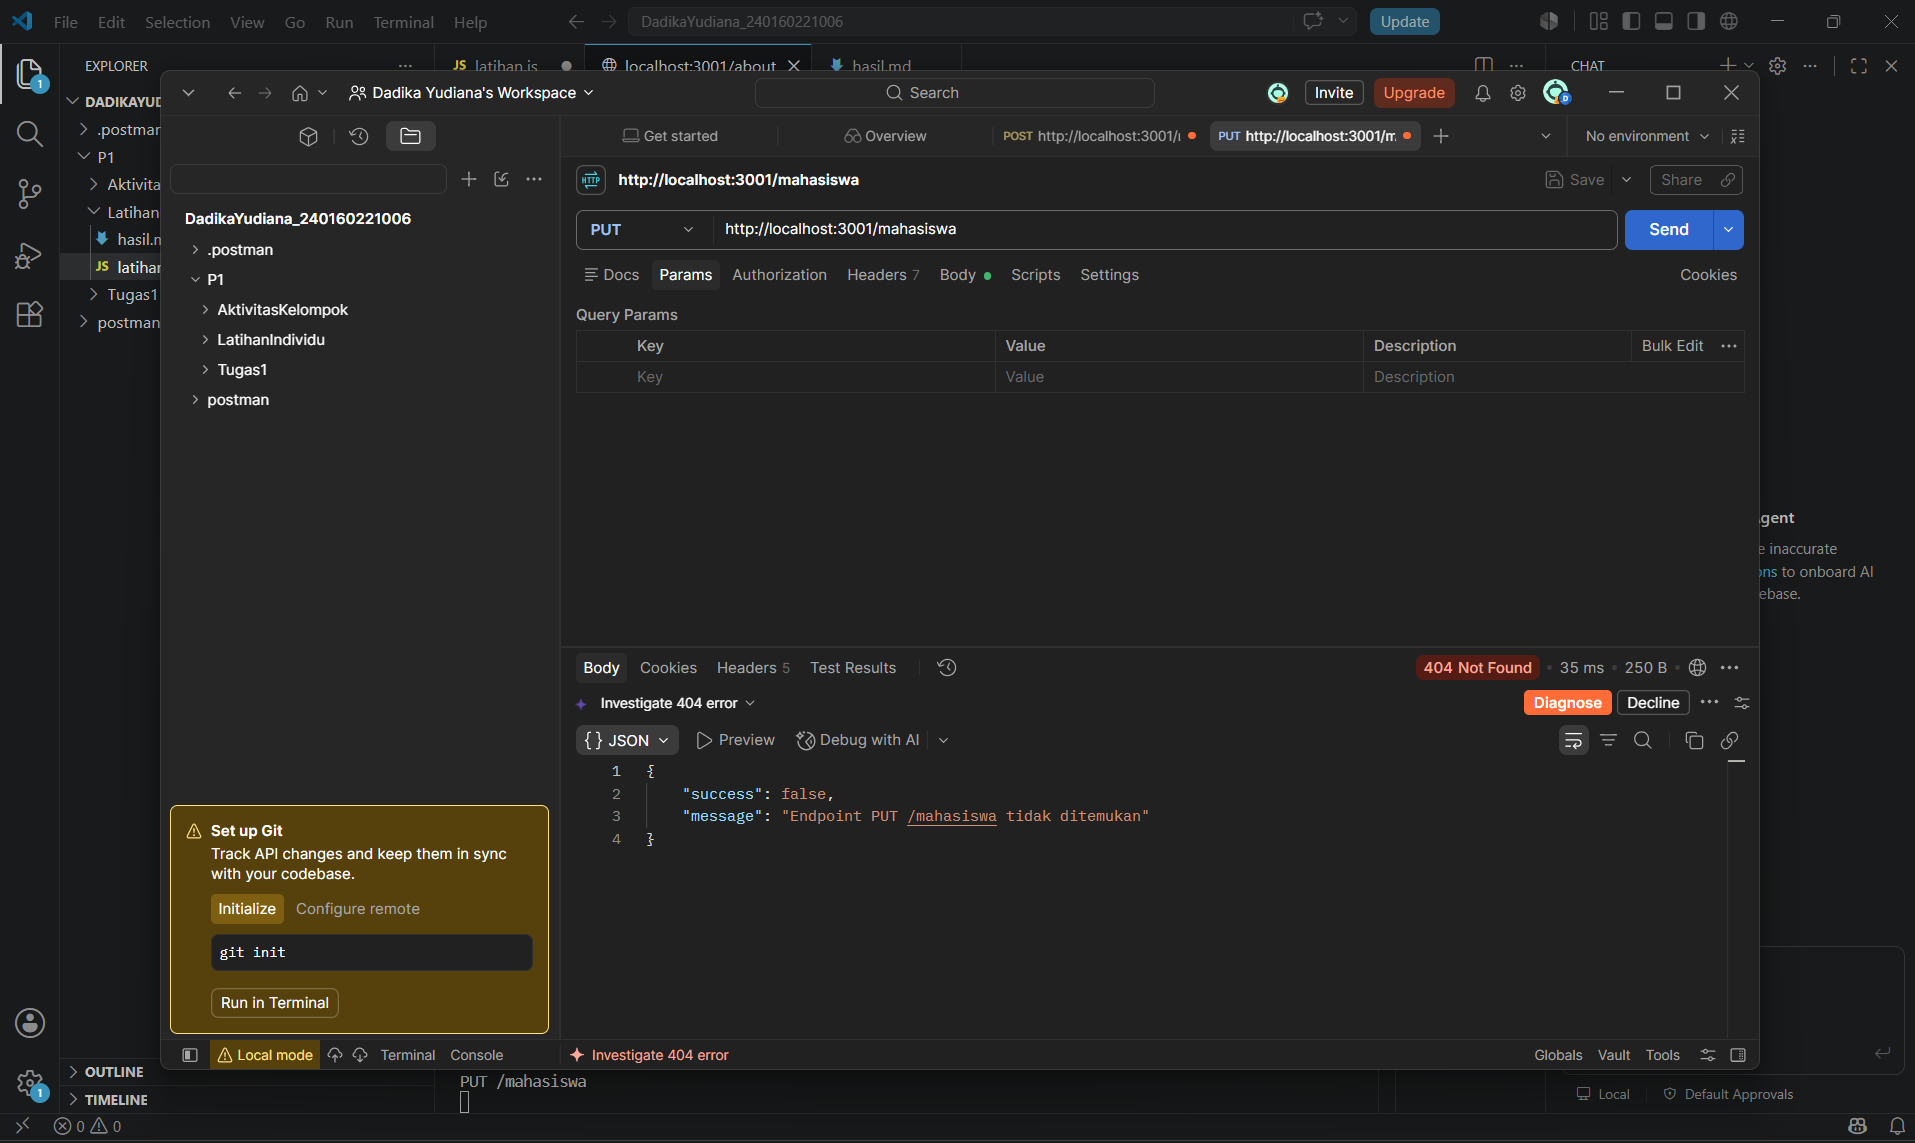 File Edit Selection View Go Run Terminal Help
DadikaYudiana_240160221006
Update
EXPLORER
JS latihan.js
localhost:3001/about
hasil.md
CHAT
DADIKAYUD
.postman
P1
Aktivita
Latihan
hasil.m
JS latihan
Tugas1
postman
OUTLINE
TIMELINE
0 0
1
1
Dadika Yudiana's Workspace
Search
Invite
Upgrade
Get started
Overview
POST http://localhost:3001/
PUT http://localhost:3001/m
No environment
DadikaYudiana_240160221006
.postman
P1
AktivitasKelompok
LatihanIndividu
Tugas1
postman
HTTP http://localhost:3001/mahasiswa
Save
Share
PUT
http://localhost:3001/mahasiswa
Send
Docs Params Authorization Headers 7 Body Scripts Settings
Cookies
Query Params
Key Value Description Bulk Edit
Key Value Description
Body Cookies Headers 5 Test Results
404 Not Found 35 ms 250 B
Investigate 404 error
Diagnose Decline
{} JSON Preview Debug with AI
1 {
2 "success": false,
3 "message": "Endpoint PUT /mahasiswa tidak ditemukan"
4 }
Set up Git
Track API changes and keep them in sync
with your codebase.
Initialize Configure remote
git init
Run in Terminal
Local mode Terminal Console
Investigate 404 error
Globals Vault Tools
PUT /mahasiswa
gent
e inaccurate
ons to onboard AI
ebase.
Local
Default Approvals